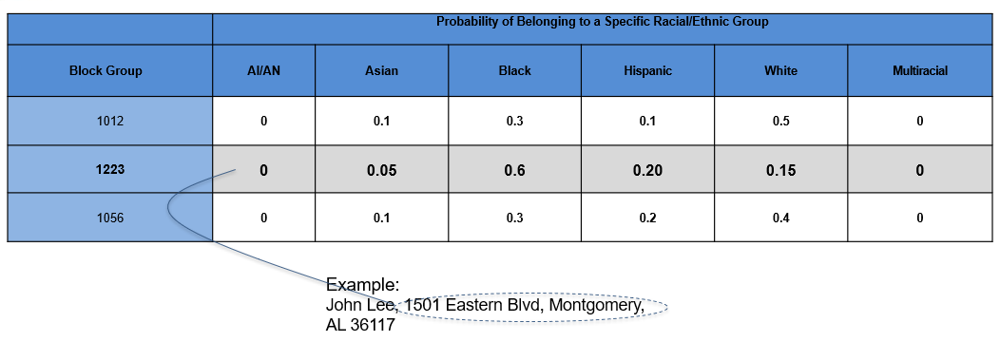 Probability of Belonging to a Specific Racial/Ethnic Group
Block Group AI/AN Asian Black Hispanic White Multiracial
1012 0 0.1 0.3 0.1 0.5 0
1223 0 0.05 0.6 0.20 0.15 0
1056 0 0.1 0.3 0.2 0.4 0
Example:
John Lee, 1501 Eastern Blvd, Montgomery,
AL 36117